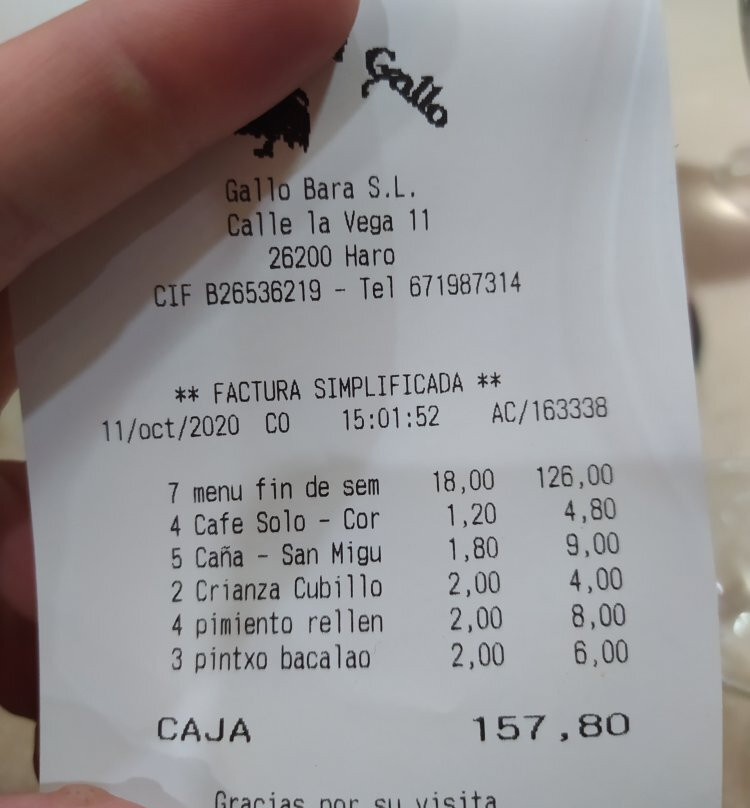 Gallo
Gallo Bara S.L.
Calle la Vega 11
26200 Haro
CIF B26536219 - Tel 671987314
** FACTURA SIMPLIFICADA **
11/oct/2020 CO 15:01:52 AC/163338
7 menu fin de sem 18,00 126,00
4 Cafe Solo - Cor 1,20 4,80
5 Caña - San Migu 1,80 9,00
2 Crianza Cubillo 2,00 4,00
4 pimiento rellen 2,00 8,00
3 pintxo bacalao 2,00 6,00
CAJA 157,80
Gracias por su visita